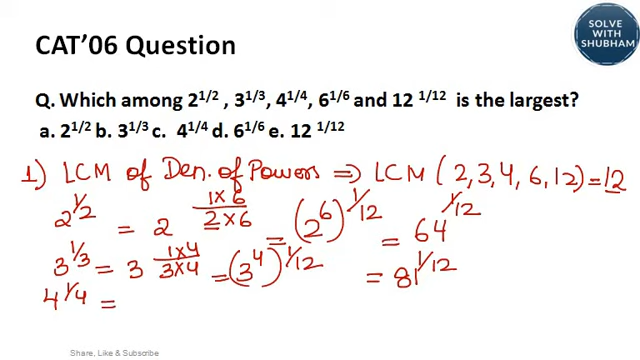 SOLVE
WITH
SHUBHAM
CAT'06 Question
Q. Which among 2^1/2 , 3^1/3, 4^1/4, 6^1/6 and 12 ^1/12 is the largest?
a. 2^1/2 b. 3^1/3 c. 4^1/4 d. 6^1/6 e. 12 ^1/12
1) LCM of Den. of Powers ⇒ LCM ( 2, 3, 4, 6, 12) = 12
2^1/2 = 2^(1×6)/(2×6) = (2^6)^1/12 = 64^1/12
3^1/3 = 3^(1×4)/(3×4) = (3^4)^1/12 = 81^1/12
4^1/4 =
Share, Like & Subscribe